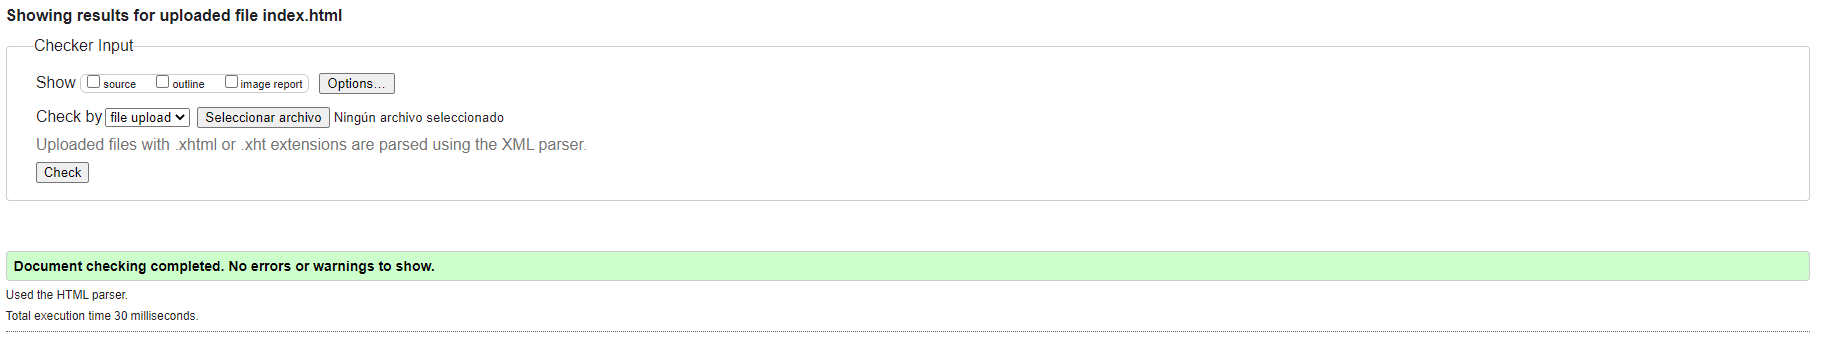 Showing results for uploaded file index.html
Checker Input
Show source outline image report Options...
Check by file upload Seleccionar archivo Ningún archivo seleccionado
Uploaded files with .xhtml or .xht extensions are parsed using the XML parser.
Check
Document checking completed. No errors or warnings to show.
Used the HTML parser.
Total execution time 30 milliseconds.